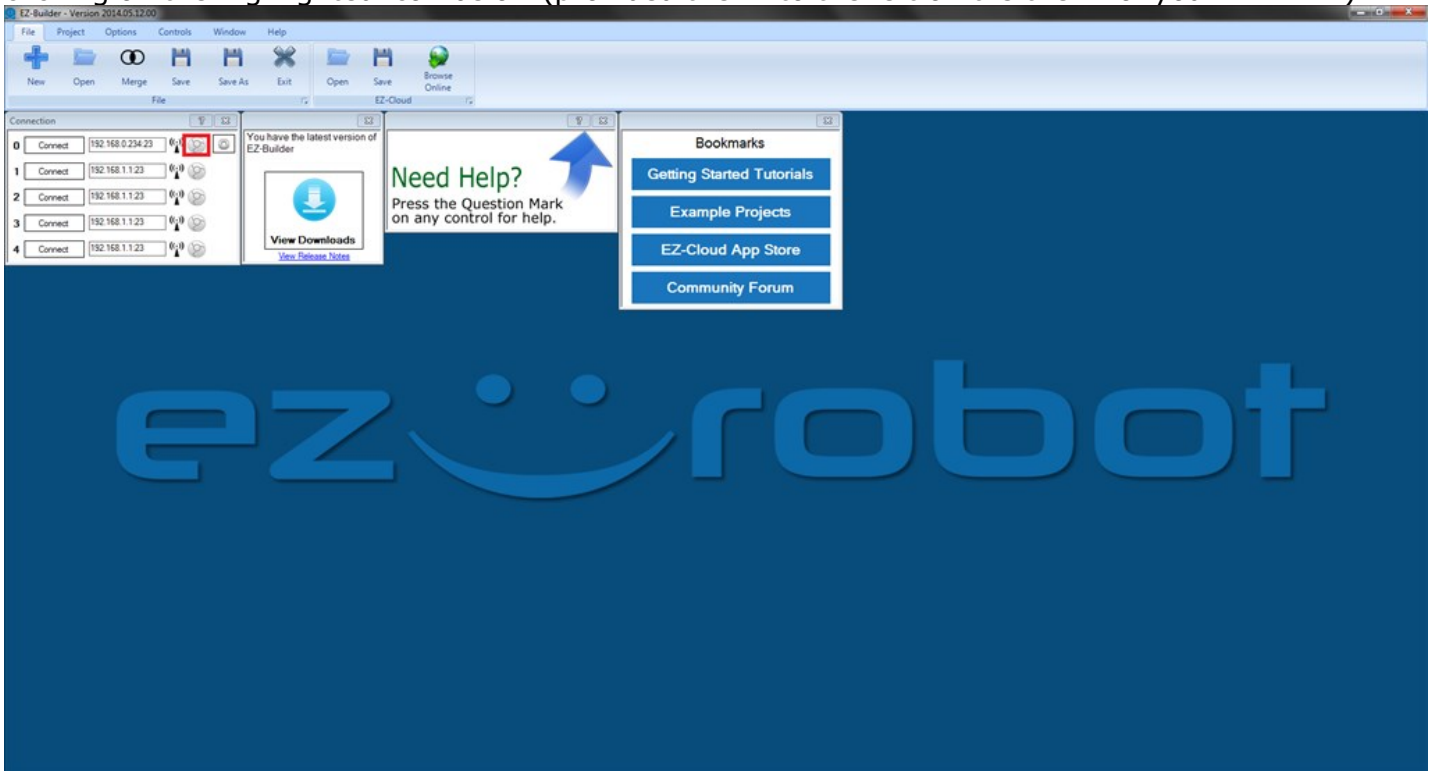 EZ-Builder - Version 2014.05.12.00
File Project Options Controls Window Help
New Open Merge Save Save As Exit Open Save Browse Online
File EZ-Cloud
Connection
0 Connect 192.168.0.234:23
1 Connect 192.168.1.1:23
2 Connect 192.168.1.1:23
3 Connect 192.168.1.1:23
4 Connect 192.168.1.1:23
You have the latest version of
EZ-Builder
View Downloads
View Release Notes
Need Help?
Press the Question Mark
on any control for help.
Bookmarks
Getting Started Tutorials
Example Projects
EZ-Cloud App Store
Community Forum
ez robot